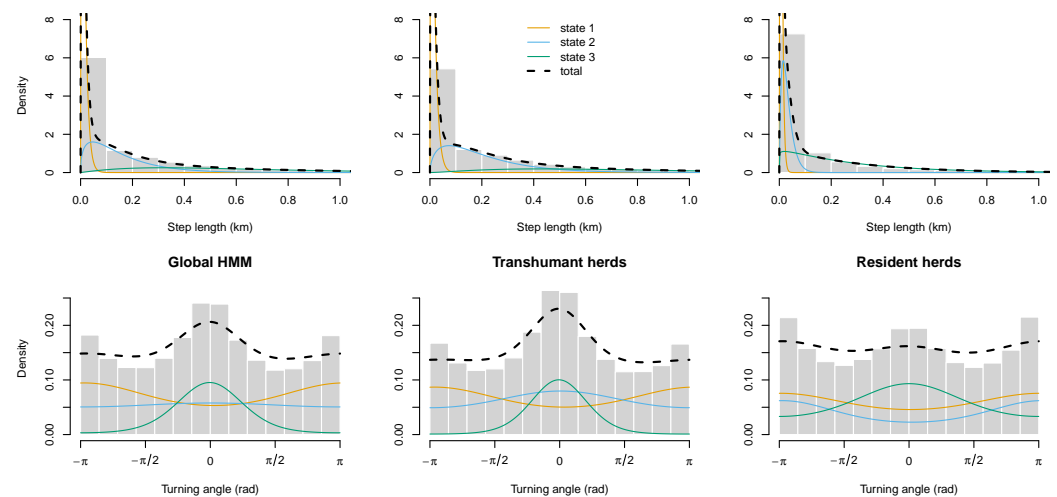 8
6
4
2
0
Density
0.0 0.2 0.4 0.6 0.8 1.0
Step length (km)
8
6
4
2
0
state 1
state 2
state 3
total
0.0 0.2 0.4 0.6 0.8 1.0
Step length (km)
8
6
4
2
0
Density
0.0 0.2 0.4 0.6 0.8 1.0
Step length (km)
Global HMM
0.20
0.10
0.00
Density
−π −π/2 0 π/2 π
Turning angle (rad)
Transhumant herds
0.20
0.10
0.00
−π −π/2 0 π/2 π
Turning angle (rad)
Resident herds
0.20
0.10
0.00
Density
−π −π/2 0 π/2 π
Turning angle (rad)